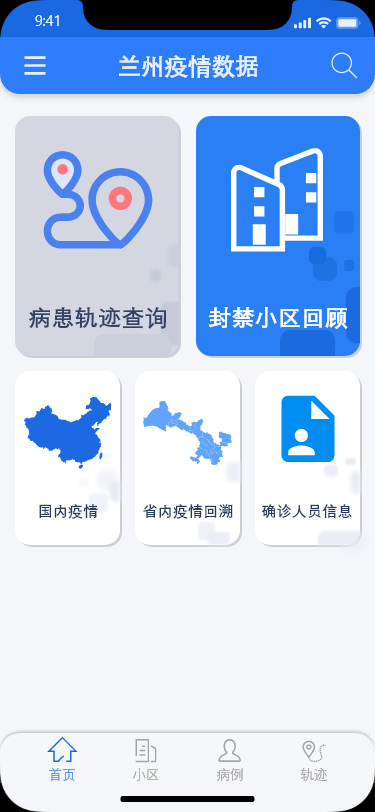 9:41
兰州疫情数据
病患轨迹查询
封禁小区回顾
国内疫情
省内疫情回溯
确诊人员信息
首页
小区
病例
轨迹